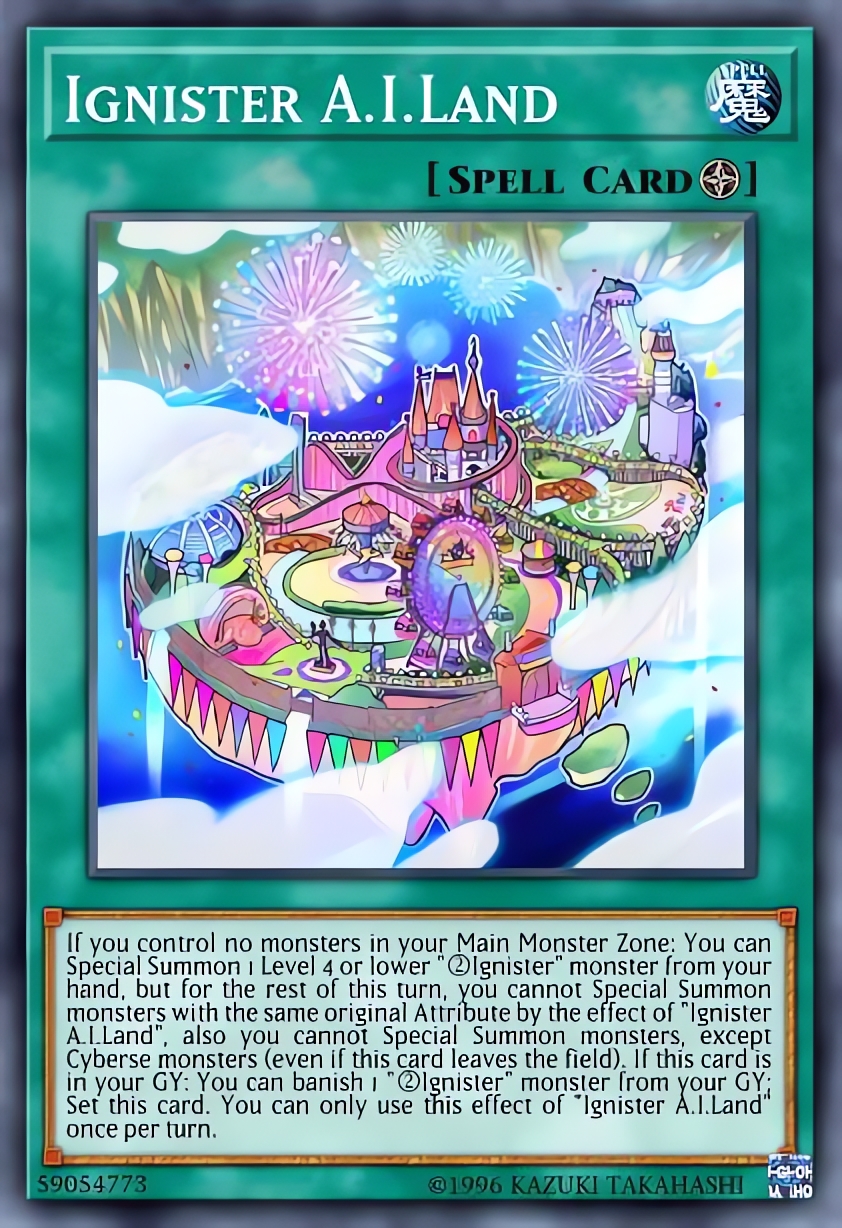 Ignister A.I.Land
魔
[Spell Card]
If you control no monsters in your Main Monster Zone: You can
Special Summon 1 Level 4 or lower "②Ignister" monster from your
hand, but for the rest of this turn, you cannot Special Summon
monsters with the same original Attribute by the effect of "Ignister
A.I.Land", also you cannot Special Summon monsters, except
Cyberse monsters (even if this card leaves the field). If this card is
in your GY: You can banish 1 "②Ignister" monster from your GY;
Set this card. You can only use this effect of "Ignister A.I.Land"
once per turn.
59054773
©1996 KAZUKI TAKAHASHI